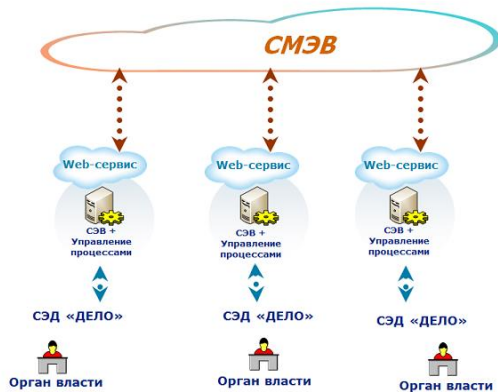 СМЭВ
Web-сервис
Web-сервис
Web-сервис
СЭВ +
Управление
процессами
СЭВ +
Управление
процессами
СЭВ +
Управление
процессами
СЭД «ДЕЛО»
СЭД «ДЕЛО»
СЭД «ДЕЛО»
Орган власти
Орган власти
Орган власти